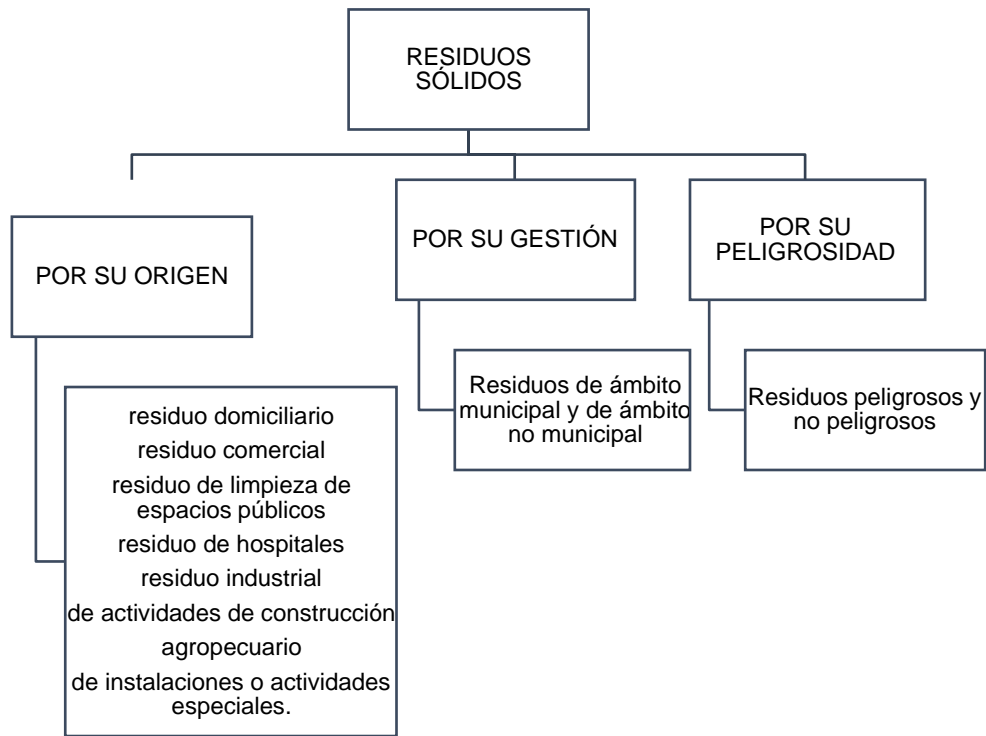 RESIDUOS
SÓLIDOS
POR SU ORIGEN
residuo domiciliario
residuo comercial
residuo de limpieza de
espacios públicos
residuo de hospitales
residuo industrial
de actividades de construcción
agropecuario
de instalaciones o actividades
especiales.
POR SU GESTIÓN
Residuos de ámbito
municipal y de ámbito
no municipal
POR SU
PELIGROSIDAD
Residuos peligrosos y
no peligrosos